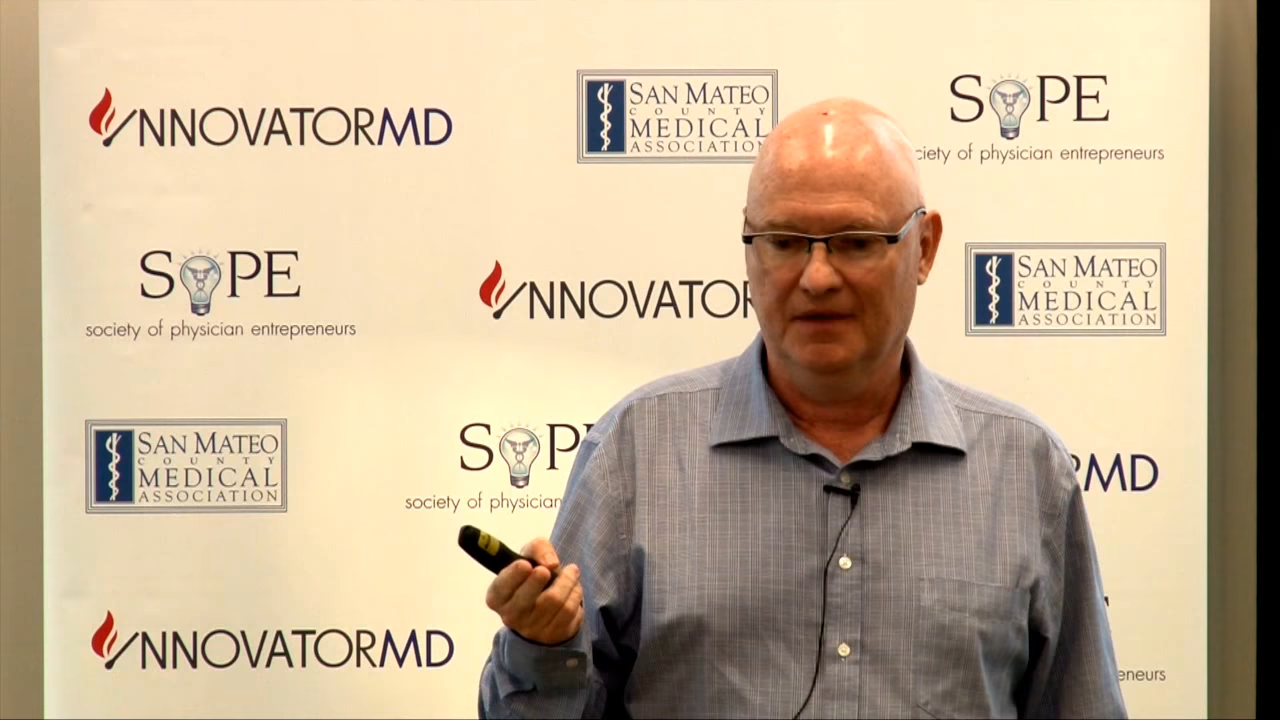 INNOVATORMD
SAN MATEO
COUNTY
MEDICAL
ASSOCIATION
SOPE
society of physician entrepreneurs
SOPE
society of physician entrepreneurs
INNOVATOR
SAN MATEO
COUNTY
MEDICAL
ASSOCIATION
SAN MATEO
COUNTY
MEDICAL
ASSOCIATION
SOP
society of physician
RMD
INNOVATORMD
eneurs